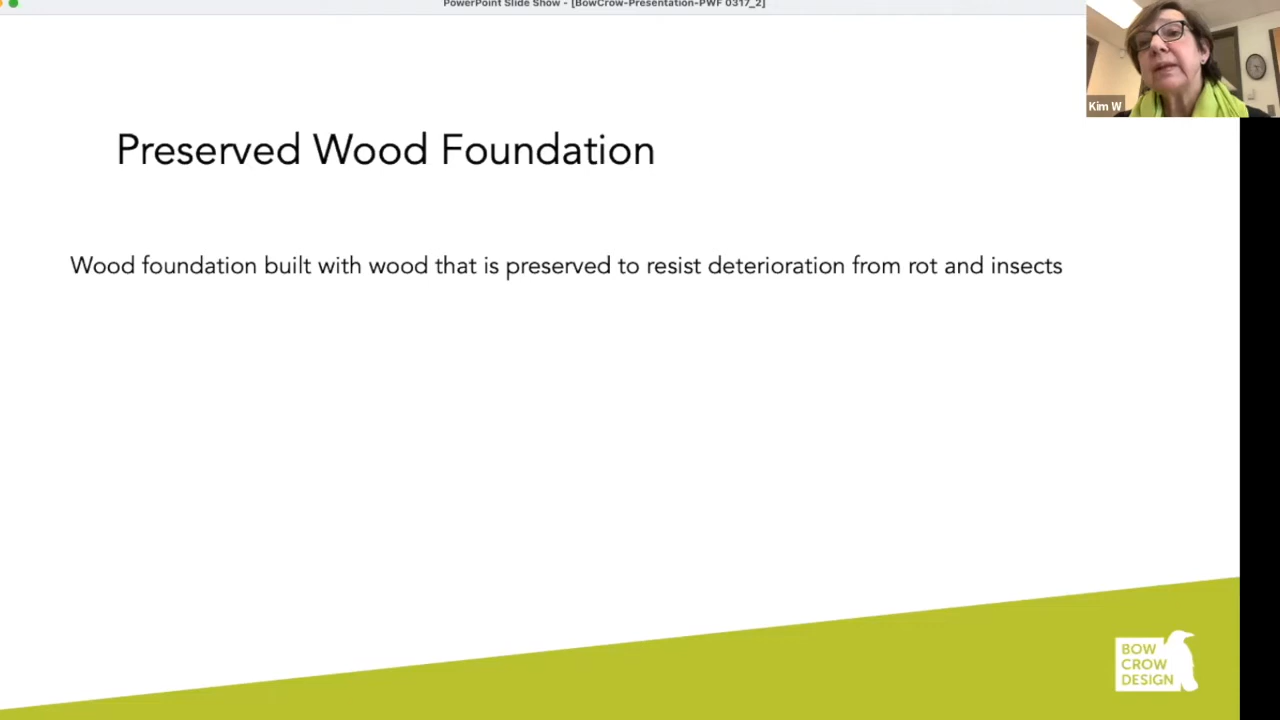 PowerPoint Slide Show - [BowCrow-Presentation-PWF 0317_2]
Kim W
Preserved Wood Foundation
Wood foundation built with wood that is preserved to resist deterioration from rot and insects
BOW
CROW
DESIGN